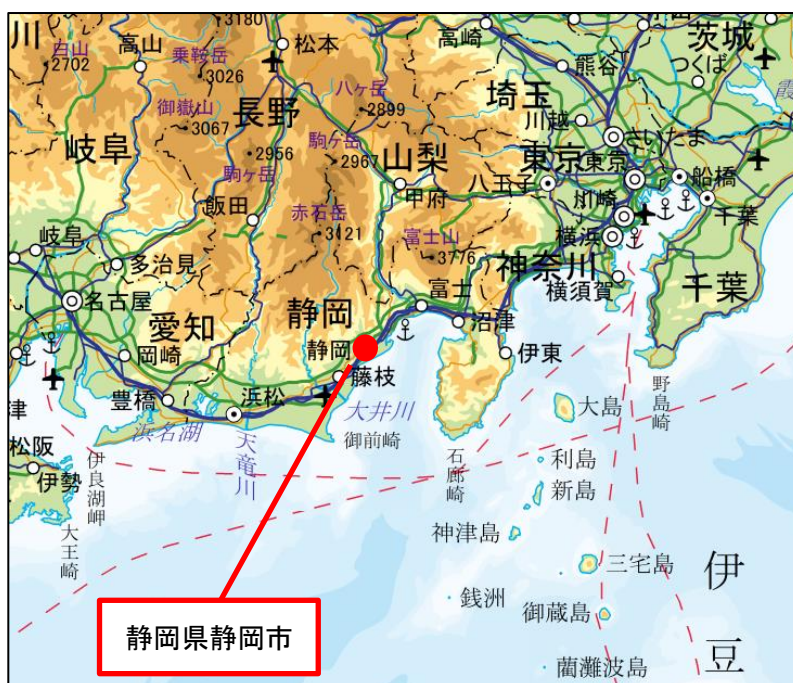 川
白山
2702
高山
乗鞍岳
3026
3180
松本
高崎
熊谷
茨城
つくば
霞
御嶽山
3067
長野
八ヶ岳
2899
埼玉
川越
さいたま
岐阜
2956
駒ケ岳
駒ケ岳
2967
山梨
東京
東京
船橋
飯田
甲府
八王子
千葉
赤石岳
3121
富士山
3776
川崎
横浜
神奈川
横須賀
千葉
岐阜
多治見
名古屋
愛知
静岡
富士
沼津
静岡
伊東
岡崎
藤枝
豊橋
浜松
浜名湖
天竜川
大井川
御前崎
石廊崎
大島
野島崎
津
松阪
伊勢
伊良湖岬
大王崎
利島
新島
神津島
三宅島
銭洲
御蔵島
藺灘波島
伊
豆
静岡県静岡市